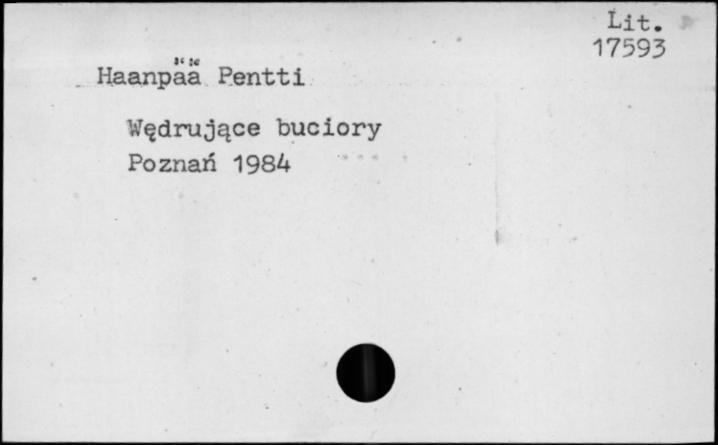 Lit.
17593
Haanpää Pentti
Wędrujące buciory
Poznań 1984